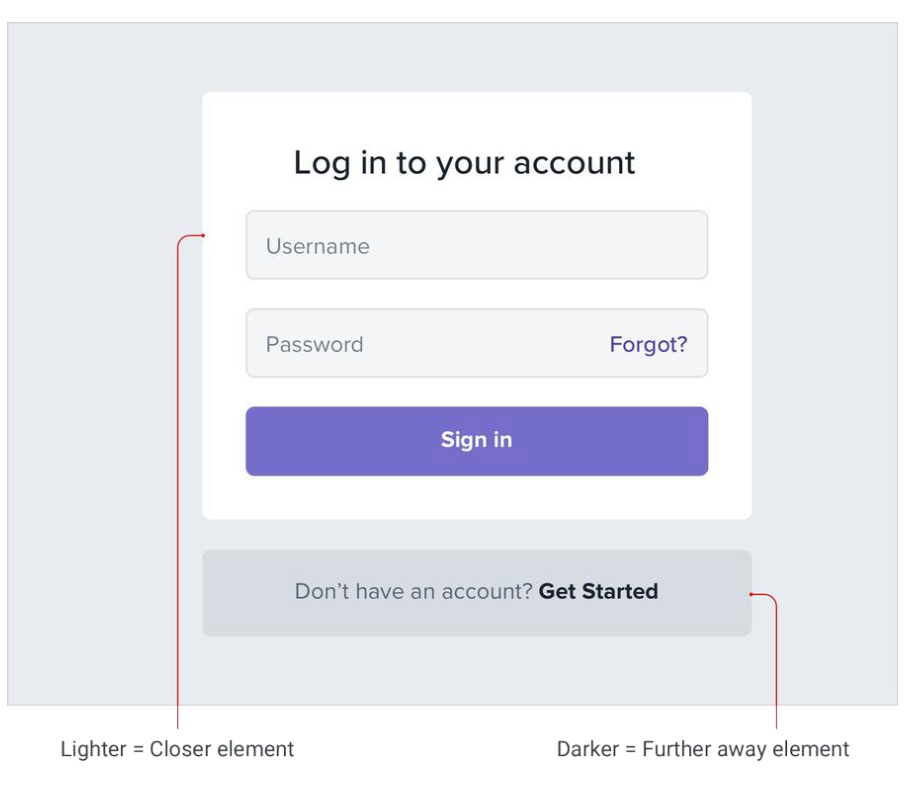 Log in to your account
Username
Password Forgot?
Sign in
Don’t have an account? Get Started
Lighter = Closer element
Darker = Further away element